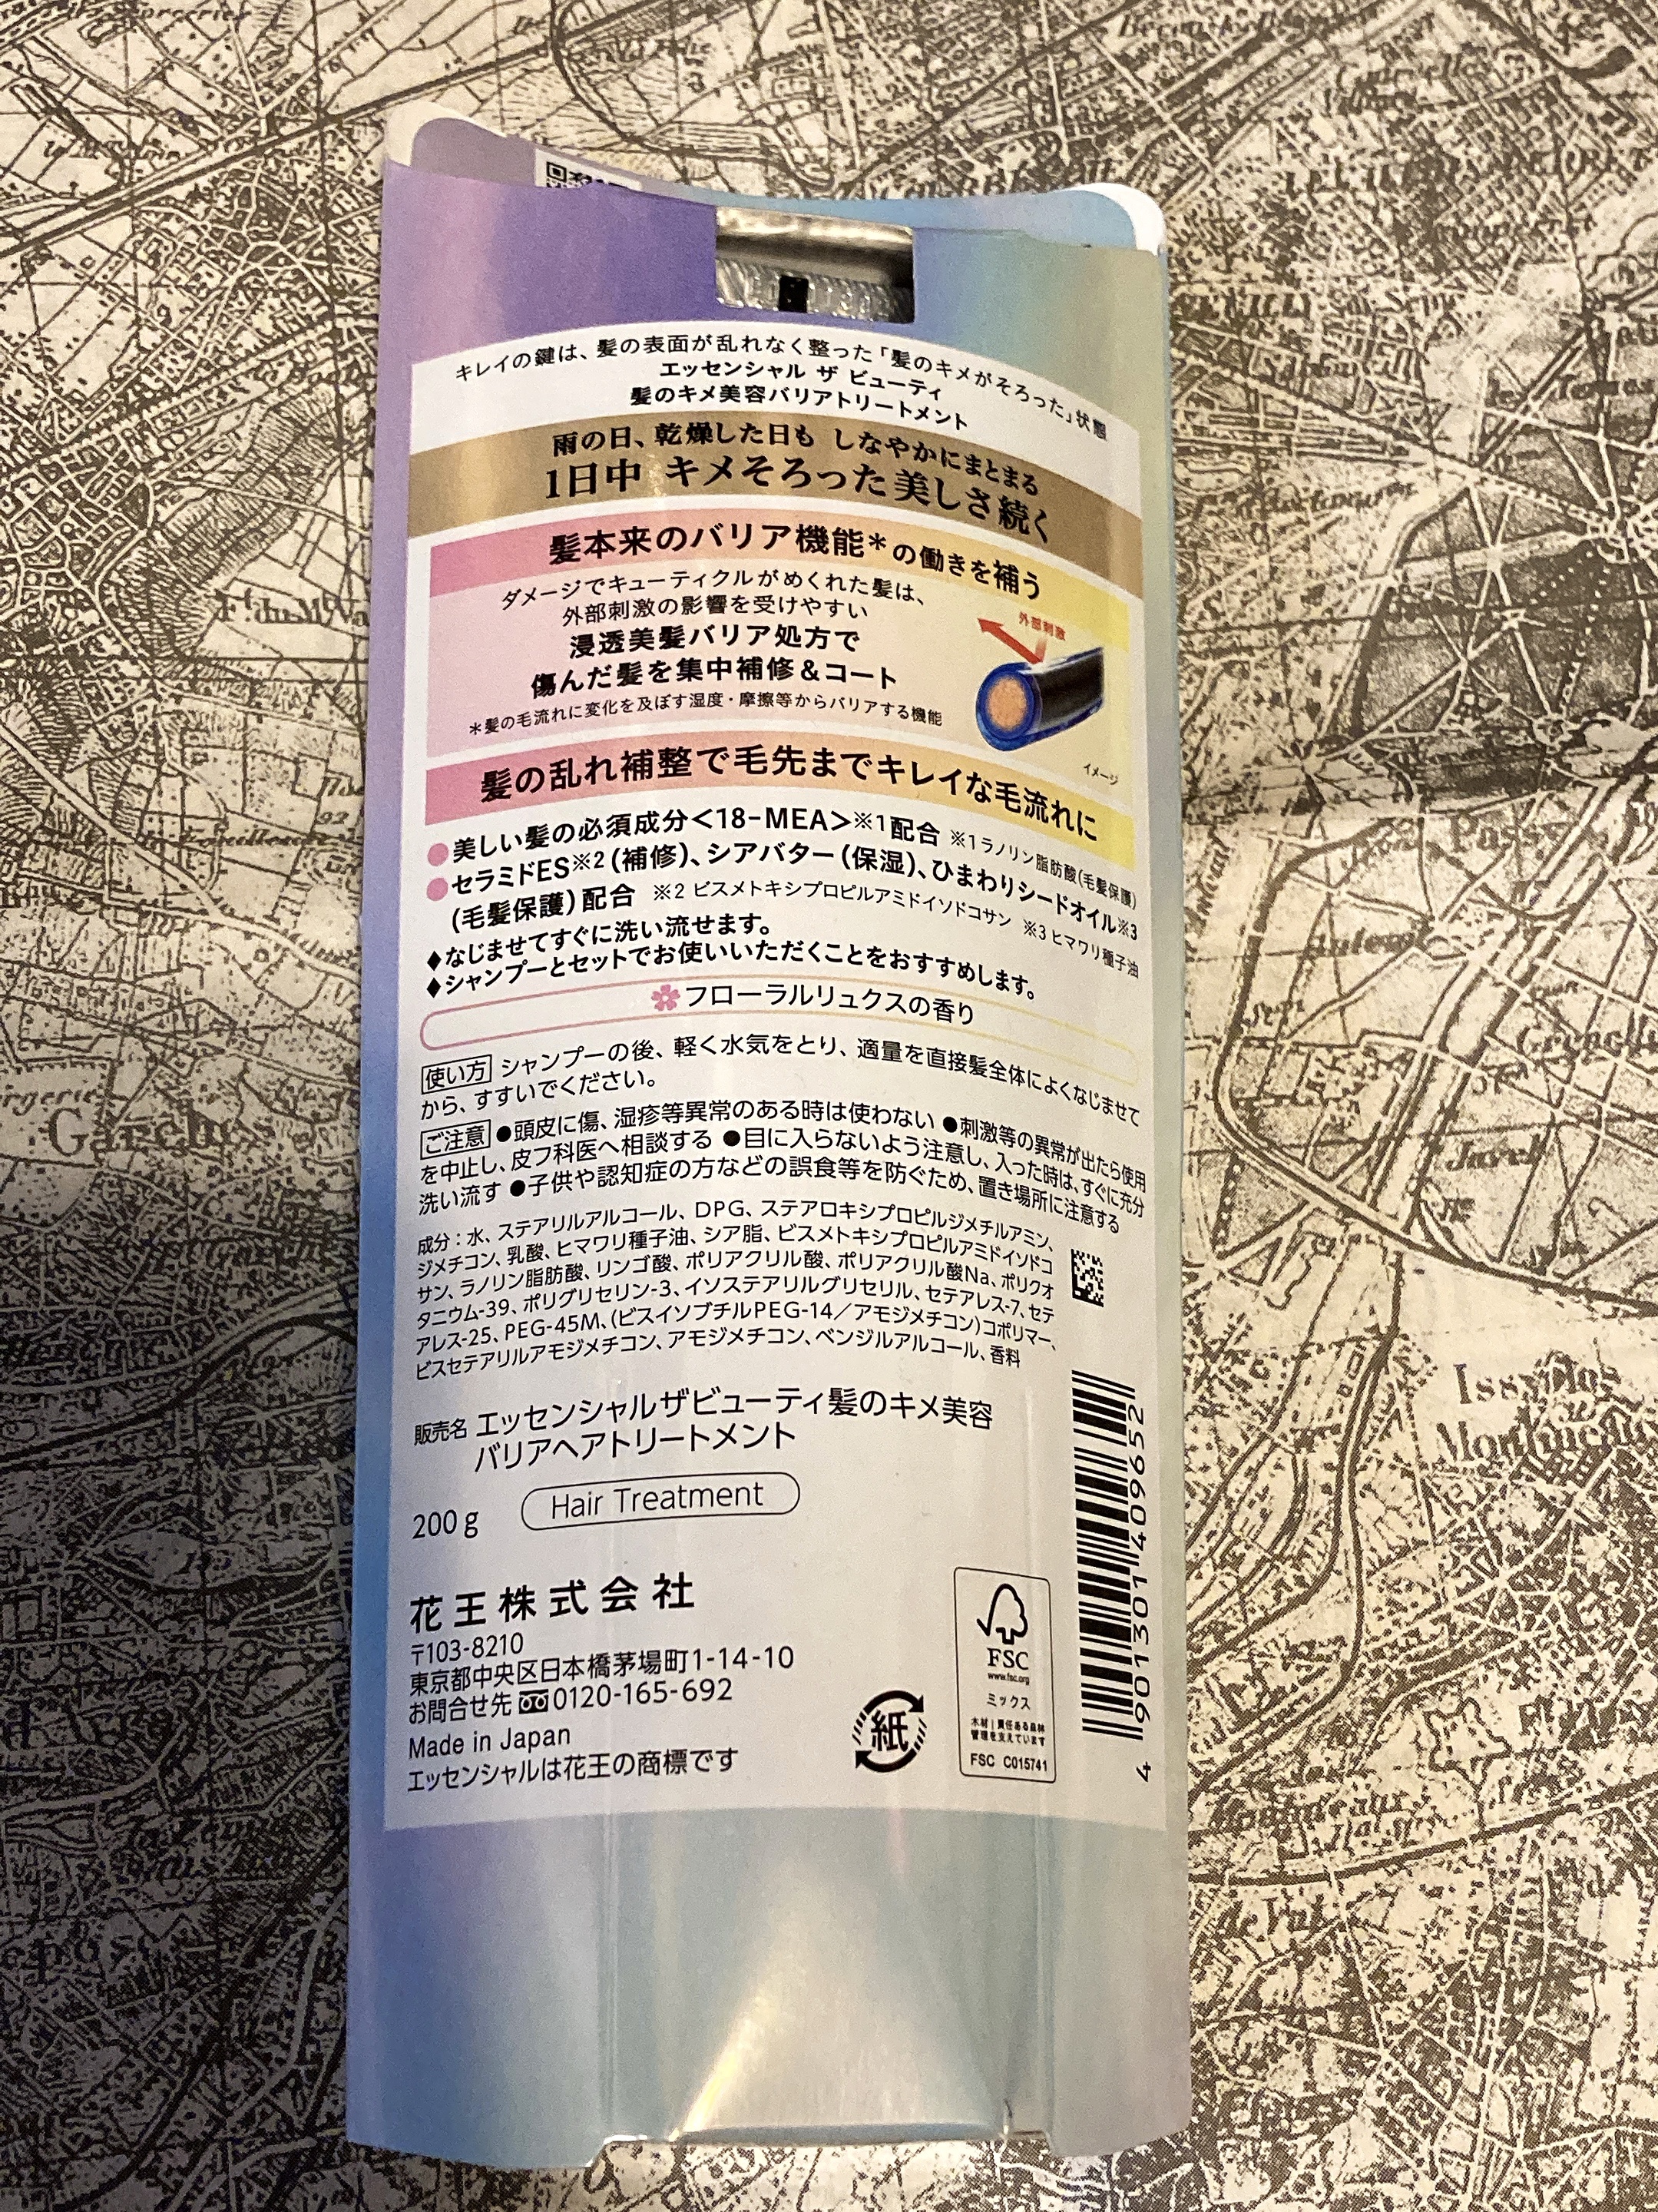 キレイの鍵は、髪の表面が乱れなく整った「髪のキメがそろった」状態
エッセンシャル ザ ビューティ
髪のキメ美容バリアトリートメント
雨の日、乾燥した日も しなやかにまとまる
1日中 キメそろった美しさ続く
髪本来のバリア機能＊の働きを補う
ダメージでキューティクルがめくれた髪は、
外部刺激の影響を受けやすい
浸透美髪バリア処方で
傷んだ髪を集中補修＆コート
＊髪の毛流れに変化を及ぼす湿度・摩擦等からバリアする機能
外部刺激
イメージ
髪の乱れ補整で毛先までキレイな毛流れに
●美しい髪の必須成分<18-MEA>※1配合 ※1ラノリン脂肪酸(毛髪保護)
●セラミドES※2(補修)、シアバター(保湿)、ひまわりシードオイル※3
(毛髪保護)配合 ※2 ビスメトキシプロピルアミドイソドコサン ※3 ヒマワリ種子油
♦なじませてすぐに洗い流せます。
♦シャンプーとセットでお使いいただくことをおすすめします。
フローラルリュクスの香り
使い方 シャンプーの後、軽く水気をとり、適量を直接髪全体によくなじませて
から、すすいでください。
ご注意 ●頭皮に傷、湿疹等異常のある時は使わない ●刺激等の異常が出たら使用
を中止し、皮フ科医へ相談する ●目に入らないよう注意し、入った時は、すぐに充分
洗い流す ●子供や認知症の方などの誤食等を防ぐため、置き場所に注意する
成分：水、ステアリルアルコール、DPG、ステアロキシプロピルジメチルアミン、
ジメチコン、乳酸、ヒマワリ種子油、シア脂、ビスメトキシプロピルアミドイソドコ
サン、ラノリン脂肪酸、リンゴ酸、ポリアクリル酸、ポリアクリル酸Na、ポリクオ
タニウム-39、ポリグリセリン-3、イソステアリルグリセリル、セテアレス-7、セテ
アレス-25、PEG-45M、(ビスイソブチルPEG-14／アモジメチコン)コポリマー、
ビスセテアリルアモジメチコン、アモジメチコン、ベンジルアルコール、香料
販売名 エッセンシャルザビューティ髪のキメ美容
バリアヘアトリートメント
200g Hair Treatment
花王株式会社
〒103-8210
東京都中央区日本橋茅場町1-14-10
お問合せ先 0120-165-692
Made in Japan
エッセンシャルは花王の商標です
紙
FSC
www.fsc.org
ミックス
木材｜責任ある森林
管理を支えています
FSC C015741
4 901301 409652